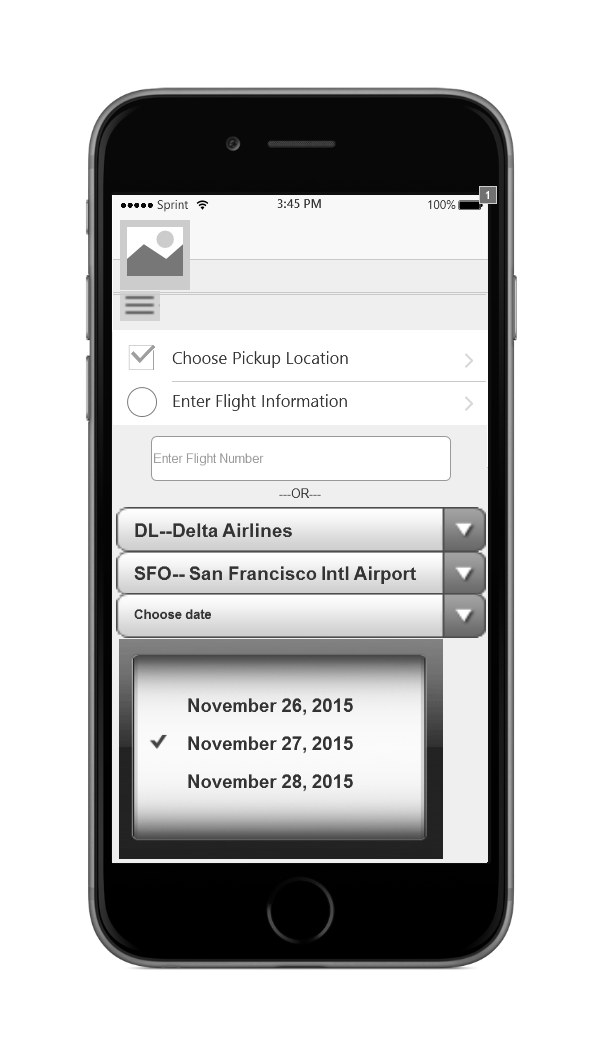 1
Sprint 3:45 PM 100%
Choose Pickup Location
Enter Flight Information
Enter Flight Number
---OR---
DL--Delta Airlines
SFO-- San Francisco Intl Airport
Choose date
November 26, 2015
November 27, 2015
November 28, 2015